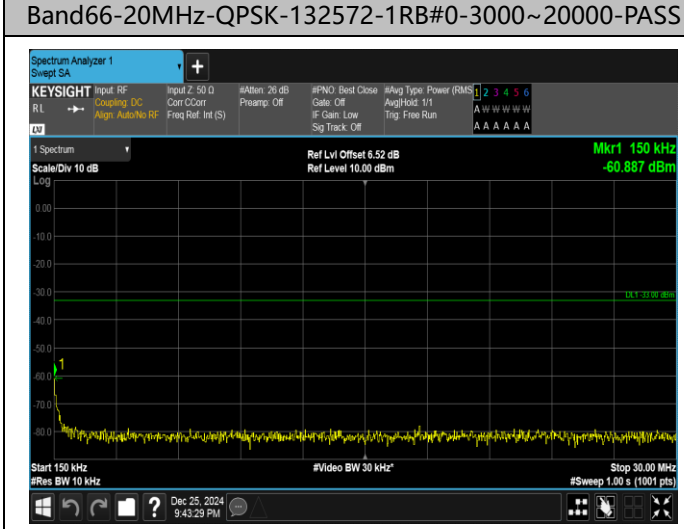 Band66-20MHz-QPSK-132572-1RB#0-3000~20000-PASS
Spectrum Analyzer 1
Swept SA
+
KEYSIGHT
RL
LXI
Input: RF
Coupling: DC
Align: Auto/No RF
Input Z: 50 Ω
Corr CCorr
Freq Ref: Int (S)
#Atten: 26 dB
Preamp: Off
#PNO: Best Close
Gate: Off
IF Gain: Low
Sig Track: Off
#Avg Type: Power (RMS
Avg|Hold: 1/1
Trig: Free Run
1 2 3 4 5 6
A W W W W W
A A A A A A
1 Spectrum
Scale/Div 10 dB
Log
Ref Lvl Offset 6.52 dB
Ref Level 10.00 dBm
Mkr1 150 kHz
-60.887 dBm
0.00
-10.0
-20.0
-30.0
DL1 -33.00 dBm
-40.0
-50.0
1
-60.0
-70.0
-80.0
Start 150 kHz
#Res BW 10 kHz
#Video BW 30 kHz*
Stop 30.00 MHz
#Sweep 1.00 s (1001 pts)
?
Dec 25, 2024
9:43:29 PM